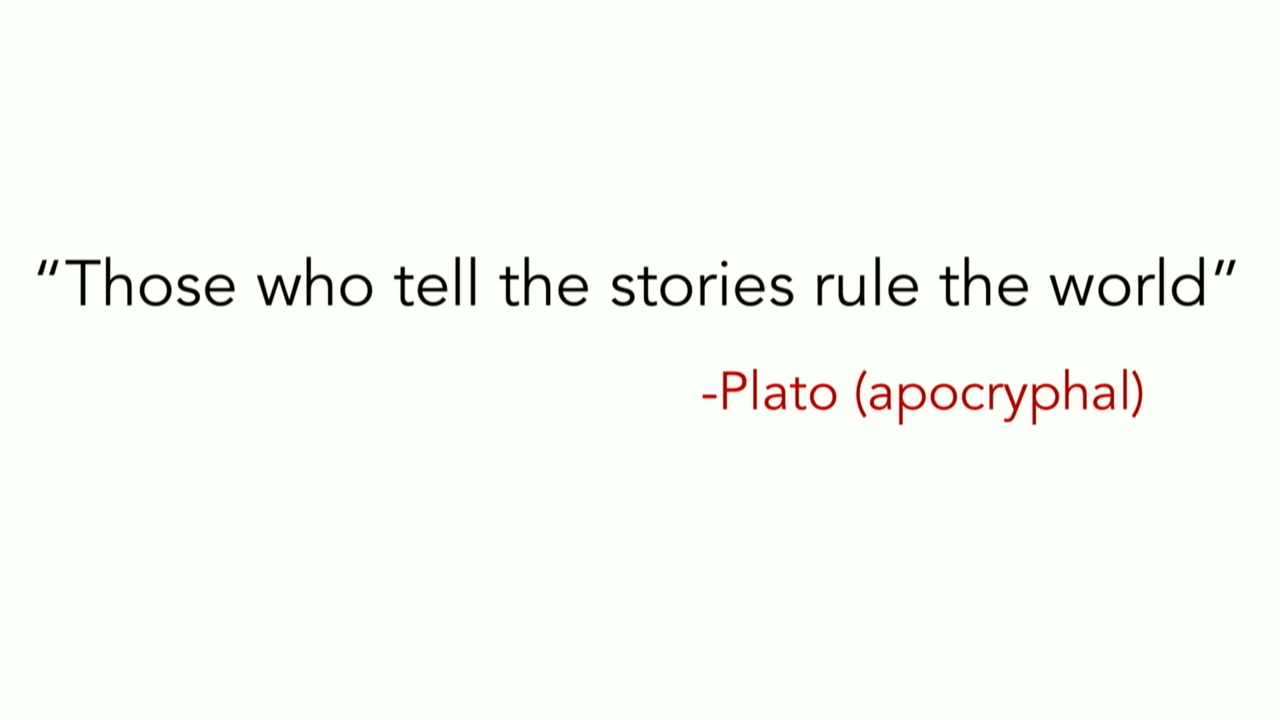 “Those who tell the stories rule the world”
-Plato (apocryphal)